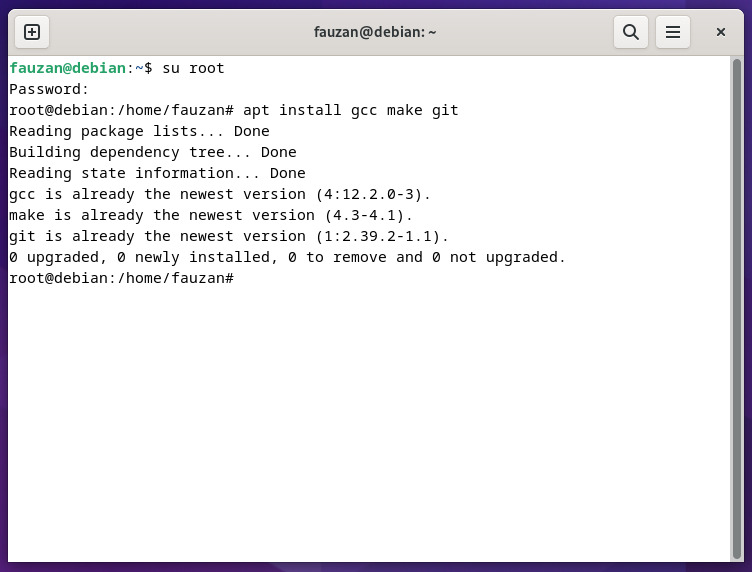 fauzan@debian: ~
fauzan@debian:~$ su root
Password:
root@debian:/home/fauzan# apt install gcc make git
Reading package lists... Done
Building dependency tree... Done
Reading state information... Done
gcc is already the newest version (4:12.2.0-3).
make is already the newest version (4.3-4.1).
git is already the newest version (1:2.39.2-1.1).
0 upgraded, 0 newly installed, 0 to remove and 0 not upgraded.
root@debian:/home/fauzan#